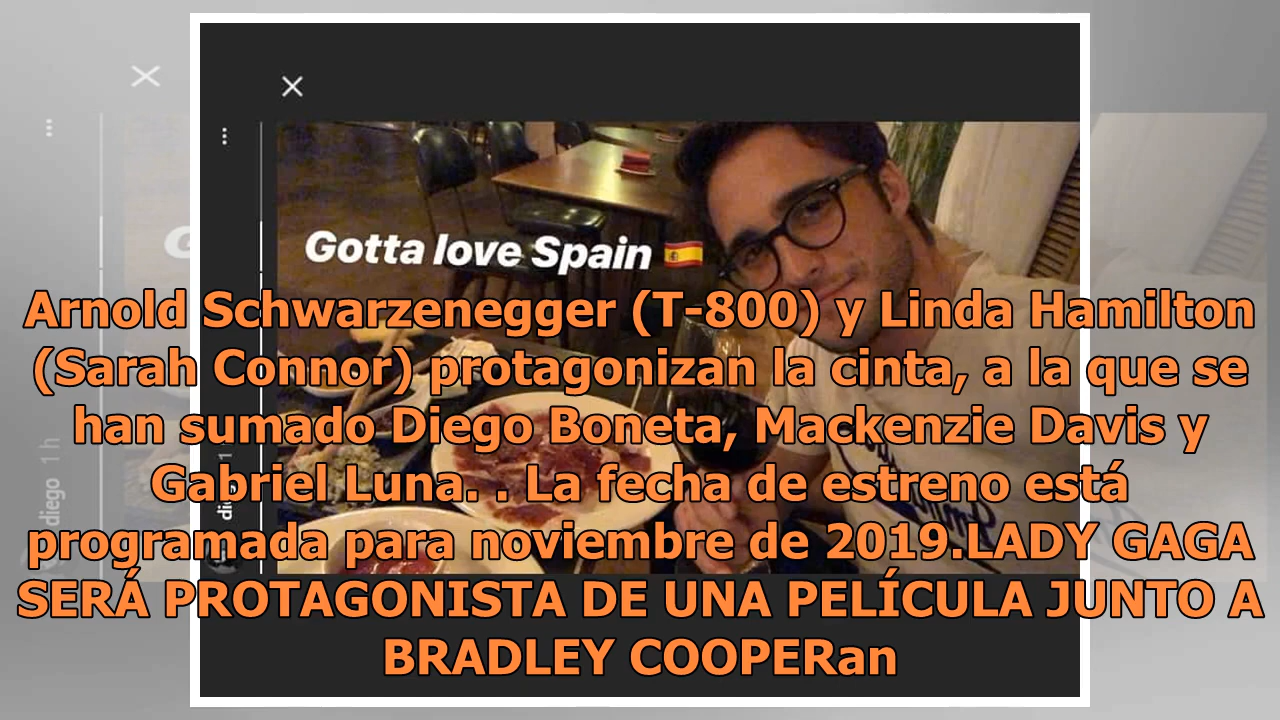 Gotta love Spain 🇪🇸
Arnold Schwarzenegger (T-800) y Linda Hamilton
(Sarah Connor) protagonizan la cinta, a la que se
han sumado Diego Boneta, Mackenzie Davis y
Gabriel Luna. . La fecha de estreno está
programada para noviembre de 2019.LADY GAGA
SERÁ PROTAGONISTA DE UNA PELÍCULA JUNTO A
BRADLEY COOPERan
diego 1 h